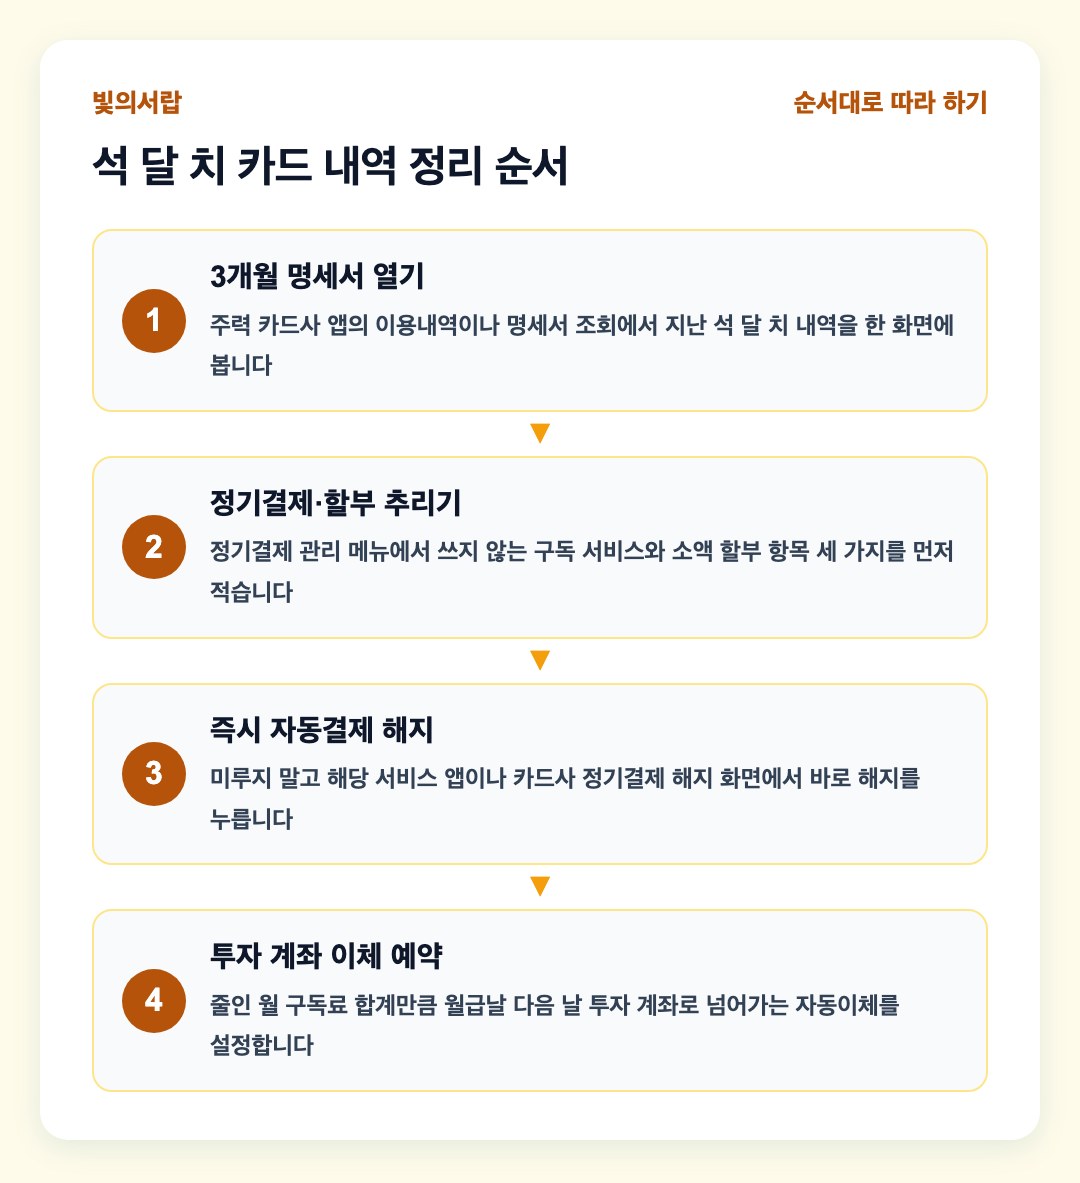 빛의서랍
순서대로 따라 하기
석 달 치 카드 내역 정리 순서
1
3개월 명세서 열기
주력 카드사 앱의 이용내역이나 명세서 조회에서 지난 석 달 치 내역을 한 화면에
봅니다
▼
2
정기결제·할부 추리기
정기결제 관리 메뉴에서 쓰지 않는 구독 서비스와 소액 할부 항목 세 가지를 먼저
적습니다
▼
3
즉시 자동결제 해지
미루지 말고 해당 서비스 앱이나 카드사 정기결제 해지 화면에서 바로 해지를
누릅니다
▼
4
투자 계좌 이체 예약
줄인 월 구독료 합계만큼 월급날 다음 날 투자 계좌로 넘어가는 자동이체를
설정합니다